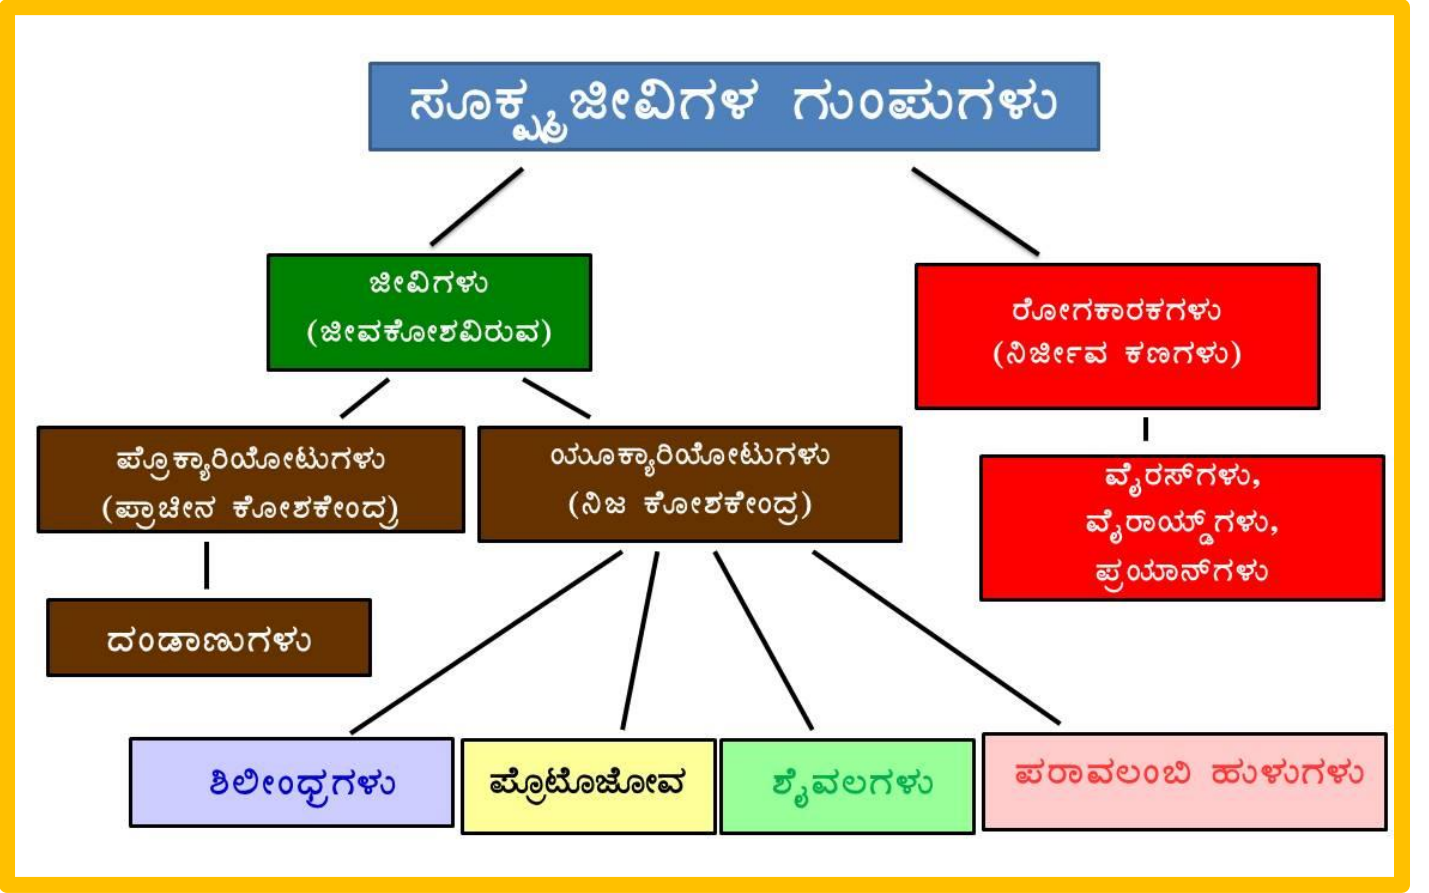 ಸೂಕ್ಷ್ಮಜೀವಿಗಳ ಗುಂಪುಗಳು
ಜೀವಿಗಳು
(ಜೀವಕೋಶವಿರುವ)
ರೋಗಕಾರಕಗಳು
(ನಿರ್ಜೀವ ಕಣಗಳು)
ಪ್ರೊಕ್ಯಾರಿಯೋಟುಗಳು
(ಪ್ರಾಚೀನ ಕೋಶಕೇಂದ್ರ)
ಯೂಕ್ಯಾರಿಯೋಟುಗಳು
(ನಿಜ ಕೋಶಕೇಂದ್ರ)
ವೈರಸ್‌ಗಳು,
ವೈರಾಯ್ಡ್‌ಗಳು,
ಪ್ರಯಾನ್‌ಗಳು
ದಂಡಾಣುಗಳು
ಶಿಲೀಂಧ್ರಗಳು
ಪ್ರೊಟೊಜೋವ
ಶೈವಲಗಳು
ಪರಾವಲಂಬಿ ಹುಳುಗಳು